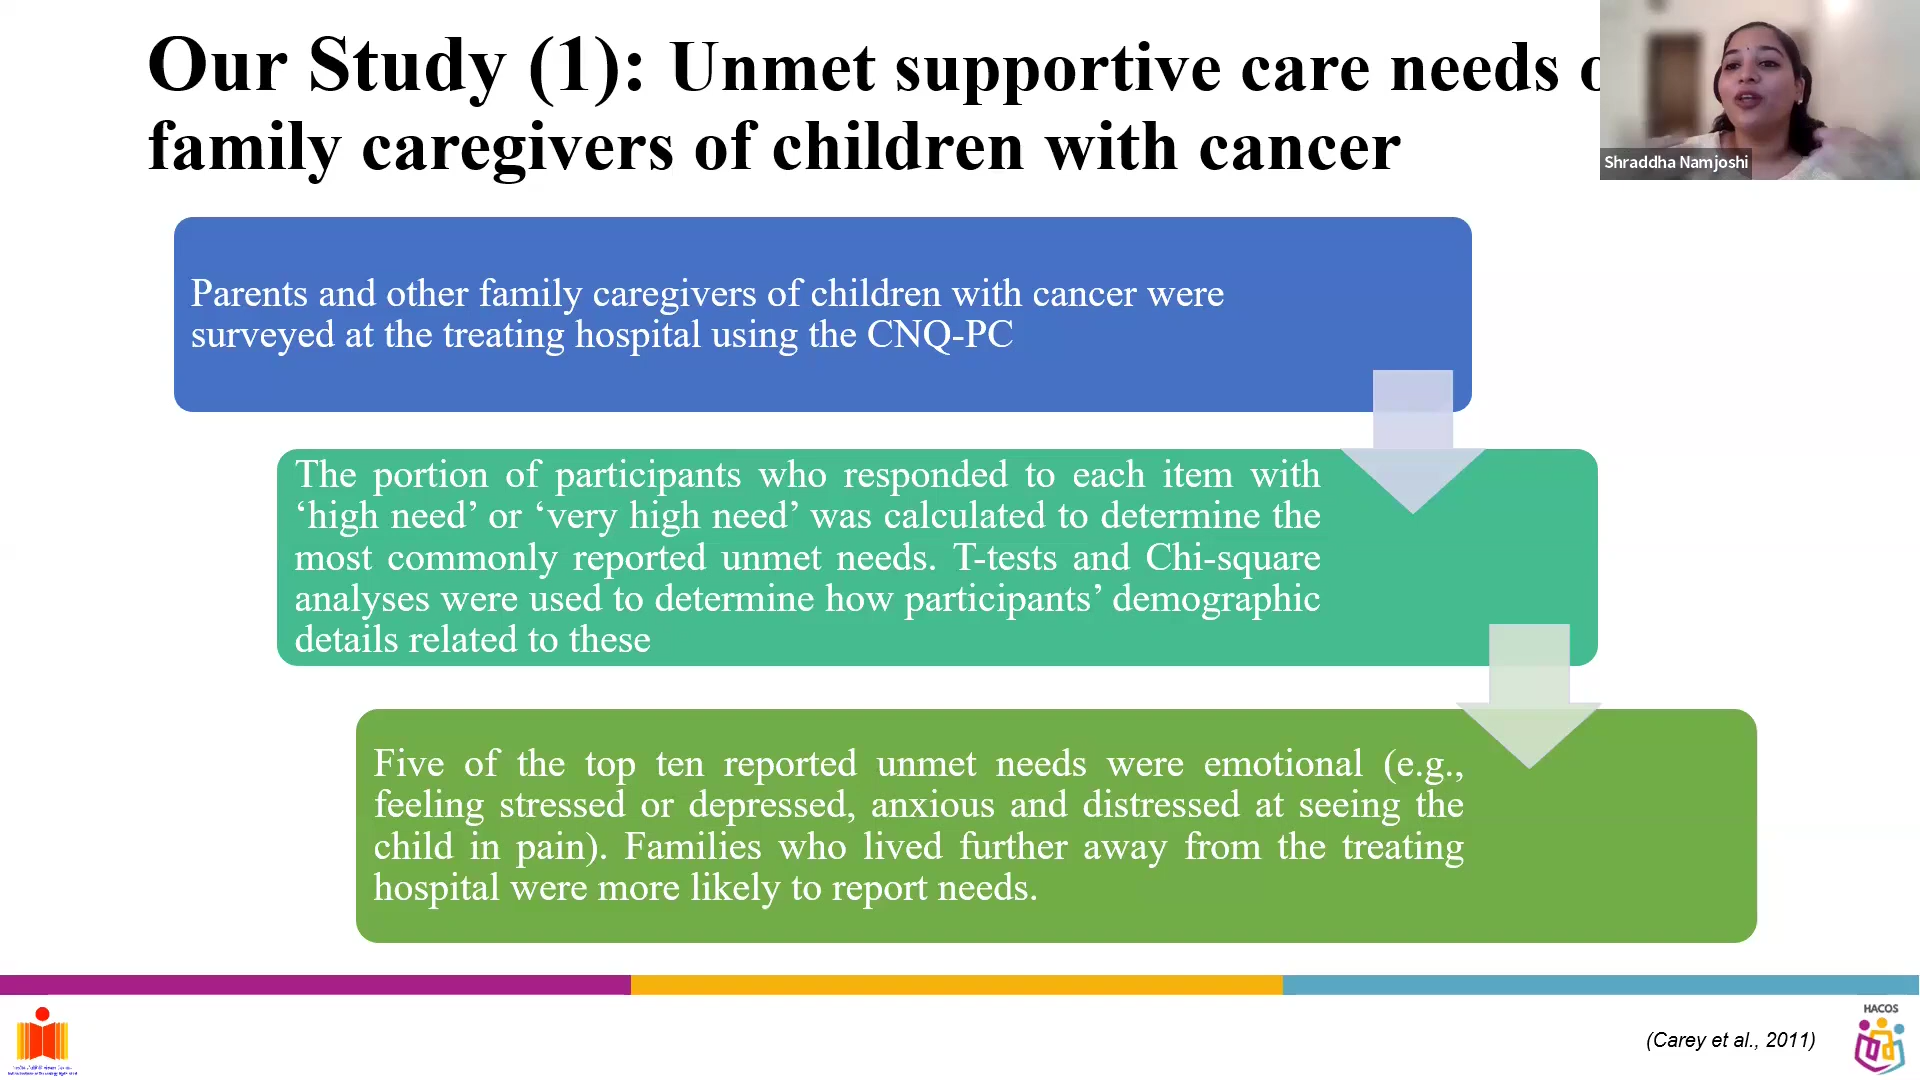 Our Study (1): Unmet supportive care needs
family caregivers of children with cancer
Shraddha Namjoshi
Parents and other family caregivers of children with cancer were
surveyed at the treating hospital using the CNQ-PC
The portion of participants who responded to each item with
‘high need’ or ‘very high need’ was calculated to determine the
most commonly reported unmet needs. T-tests and Chi-square
analyses were used to determine how participants’ demographic
details related to these
Five of the top ten reported unmet needs were emotional (e.g.,
feeling stressed or depressed, anxious and distressed at seeing the
child in pain). Families who lived further away from the treating
hospital were more likely to report needs.
HACOS
(Carey et al., 2011)